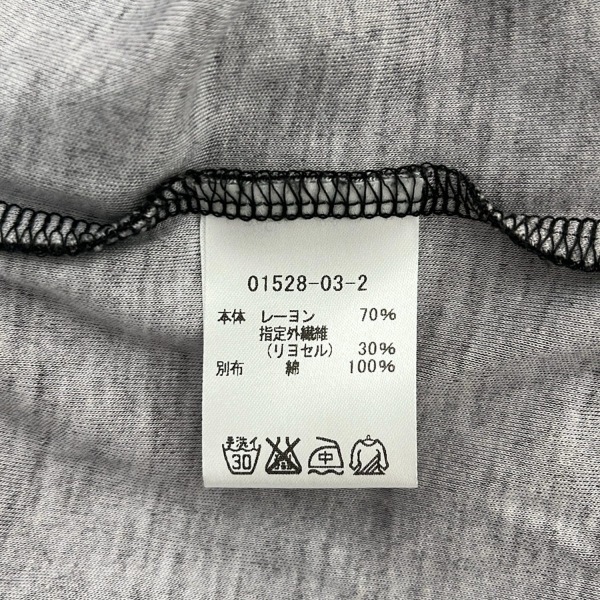 01528-03-2
本体 レーヨン 70%
指定外繊維
(リヨセル) 30%
別布 綿 100%
手洗イ
30
中